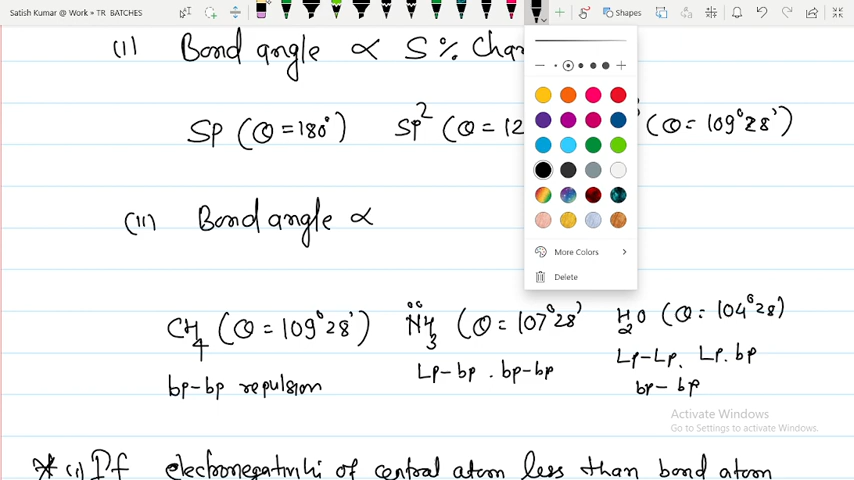 Satish Kumar @ Work » TR BATCHES
Shapes
(I) Bond angle ∝ S% Char
SP (θ = 180°) SP² (θ = 12 (θ = 109°28')
(II) Bond angle ∝
More Colors
Delete
CH4 (θ = 109°28') NH3 (θ = 107°28' H2O (θ = 104°28)
bp-bp repulsion Lp-bp . bp-bp Lp-Lp. Lp.bp
bp-bp
Activate Windows
Go to Settings to activate Windows.
* (i) If electronegativiti of central atom less than bond atom